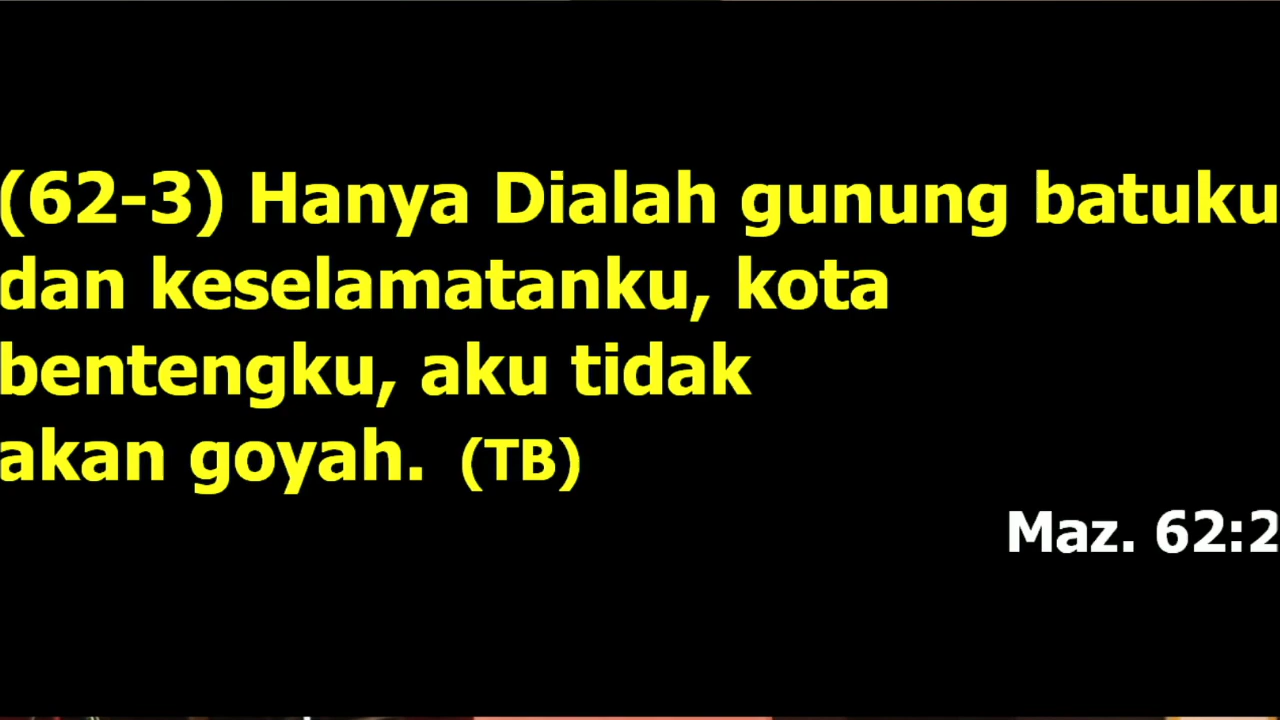 (62-3) Hanya Dialah gunung batuku
dan keselamatanku, kota
bentengku, aku tidak
akan goyah. (TB)
Maz. 62:2